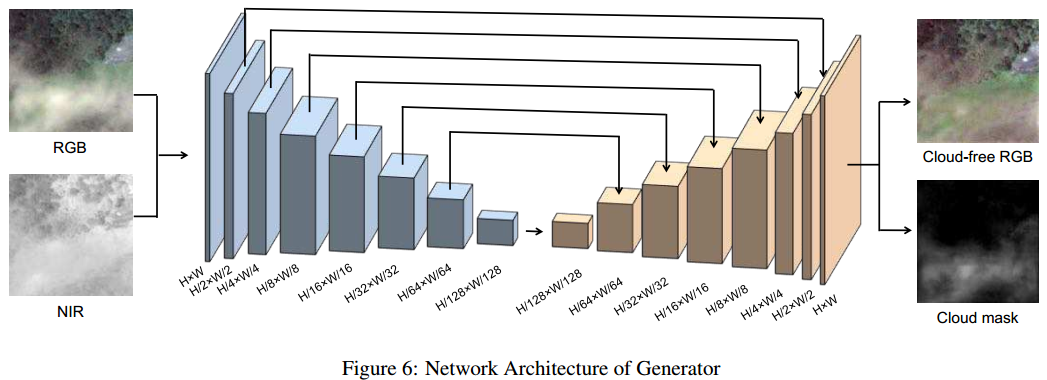 RGB
NIR
H×W
H/2×W/2
H/4×W/4
H/8×W/8
H/16×W/16
H/32×W/32
H/64×W/64
H/128×W/128
H/128×W/128
H/64×W/64
H/32×W/32
H/16×W/16
H/8×W/8
H/4×W/4
H/2×W/2
H×W
Cloud-free RGB
Cloud mask
Figure 6: Network Architecture of Generator